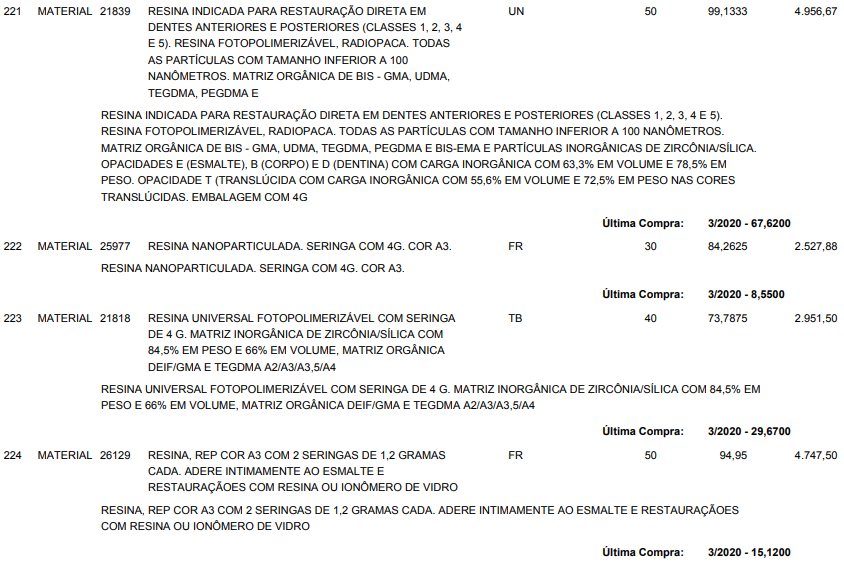 221 MATERIAL 21839 RESINA INDICADA PARA RESTAURAÇÃO DIRETA EM UN 50 99,1333 4.956,67
DENTES ANTERIORES E POSTERIORES (CLASSES 1, 2, 3, 4
E 5). RESINA FOTOPOLIMERIZÁVEL, RADIOPACA. TODAS
AS PARTÍCULAS COM TAMANHO INFERIOR A 100
NANÔMETROS. MATRIZ ORGÂNICA DE BIS - GMA, UDMA,
TEGDMA, PEGDMA E
RESINA INDICADA PARA RESTAURAÇÃO DIRETA EM DENTES ANTERIORES E POSTERIORES (CLASSES 1, 2, 3, 4 E 5).
RESINA FOTOPOLIMERIZÁVEL, RADIOPACA. TODAS AS PARTÍCULAS COM TAMANHO INFERIOR A 100 NANÔMETROS.
MATRIZ ORGÂNICA DE BIS - GMA, UDMA, TEGDMA, PEGDMA E BIS-EMA E PARTÍCULAS INORGÂNICAS DE ZIRCÔNIA/SÍLICA.
OPACIDADES E (ESMALTE), B (CORPO) E D (DENTINA) COM CARGA INORGÂNICA COM 63,3% EM VOLUME E 78,5% EM
PESO. OPACIDADE T (TRANSLÚCIDA COM CARGA INORGÂNICA COM 55,6% EM VOLUME E 72,5% EM PESO NAS CORES
TRANSLÚCIDAS. EMBALAGEM COM 4G
Última Compra: 3/2020 - 67,6200
222 MATERIAL 25977 RESINA NANOPARTICULADA. SERINGA COM 4G. COR A3. FR 30 84,2625 2.527,88
RESINA NANOPARTICULADA. SERINGA COM 4G. COR A3.
Última Compra: 3/2020 - 8,5500
223 MATERIAL 21818 RESINA UNIVERSAL FOTOPOLIMERIZÁVEL COM SERINGA TB 40 73,7875 2.951,50
DE 4 G. MATRIZ INORGÂNICA DE ZIRCÔNIA/SÍLICA COM
84,5% EM PESO E 66% EM VOLUME, MATRIZ ORGÂNICA
DEIF/GMA E TEGDMA A2/A3/A3,5/A4
RESINA UNIVERSAL FOTOPOLIMERIZÁVEL COM SERINGA DE 4 G. MATRIZ INORGÂNICA DE ZIRCÔNIA/SÍLICA COM 84,5% EM
PESO E 66% EM VOLUME, MATRIZ ORGÂNICA DEIF/GMA E TEGDMA A2/A3/A3,5/A4
Última Compra: 3/2020 - 29,6700
224 MATERIAL 26129 RESINA, REP COR A3 COM 2 SERINGAS DE 1,2 GRAMAS FR 50 94,95 4.747,50
CADA. ADERE INTIMAMENTE AO ESMALTE E
RESTAURAÇÃOES COM RESINA OU IONÔMERO DE VIDRO
RESINA, REP COR A3 COM 2 SERINGAS DE 1,2 GRAMAS CADA. ADERE INTIMAMENTE AO ESMALTE E RESTAURAÇÃOES
COM RESINA OU IONÔMERO DE VIDRO
Última Compra: 3/2020 - 15,1200